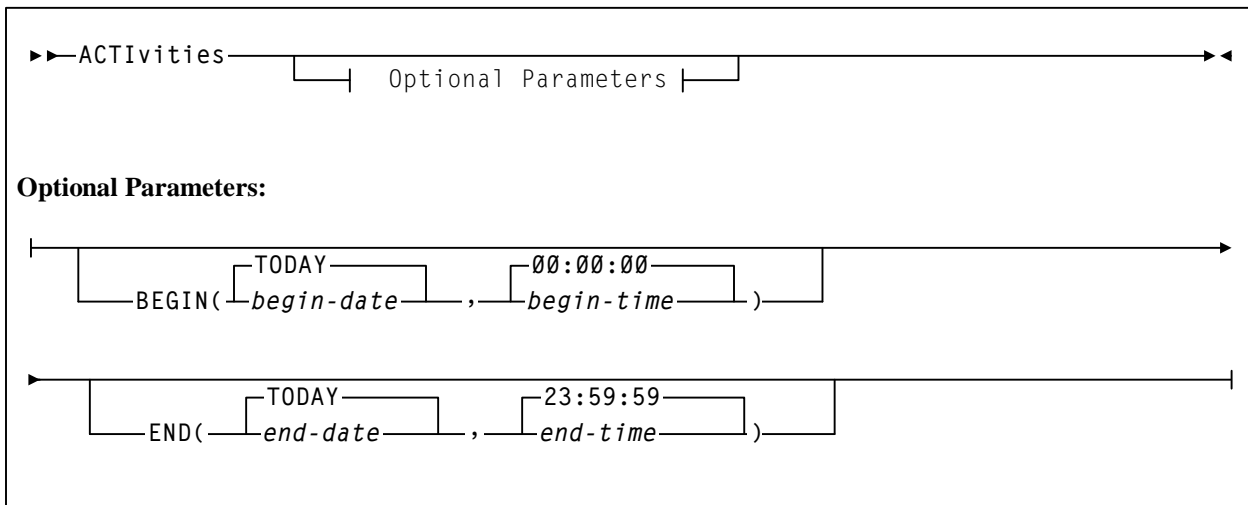 ACTIvities
Optional Parameters
Optional Parameters:
TODAY 00:00:00
BEGIN( begin-date , begin-time )
TODAY 23:59:59
END( end-date , end-time )